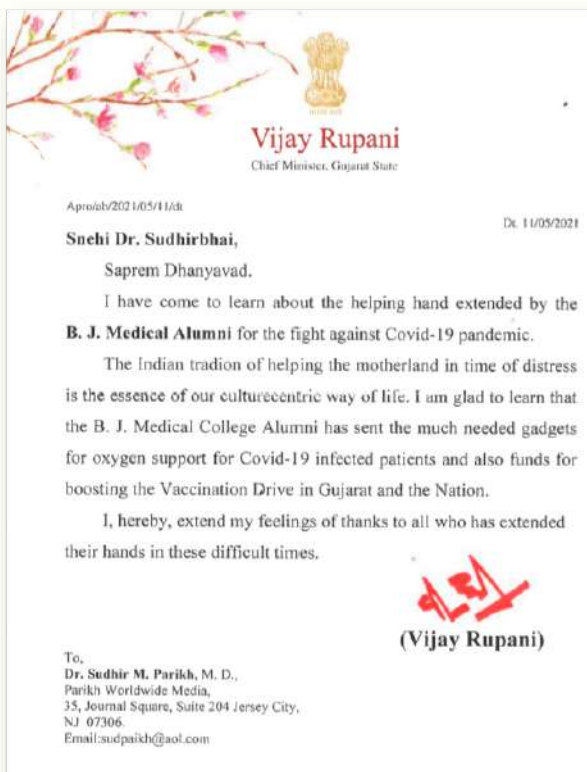 Vijay Rupani
Chief Minister, Gujarat State
Apro/ab/2021/05/11/dt
Dt. 11/05/2021
Snehi Dr. Sudhirbhai,
Saprem Dhanyavad.
I have come to learn about the helping hand extended by the
B. J. Medical Alumni for the fight against Covid-19 pandemic.
The Indian tradion of helping the motherland in time of distress
is the essence of our culturecentric way of life. I am glad to learn that
the B. J. Medical College Alumni has sent the much needed gadgets
for oxygen support for Covid-19 infected patients and also funds for
boosting the Vaccination Drive in Gujarat and the Nation.
I, hereby, extend my feelings of thanks to all who has extended
their hands in these difficult times.
(Vijay Rupani)
To,
Dr. Sudhir M. Parikh, M. D.,
Parikh Worldwide Media,
35, Journal Square, Suite 204 Jersey City,
NJ 07306.
Email:sudpaikh@aol.com